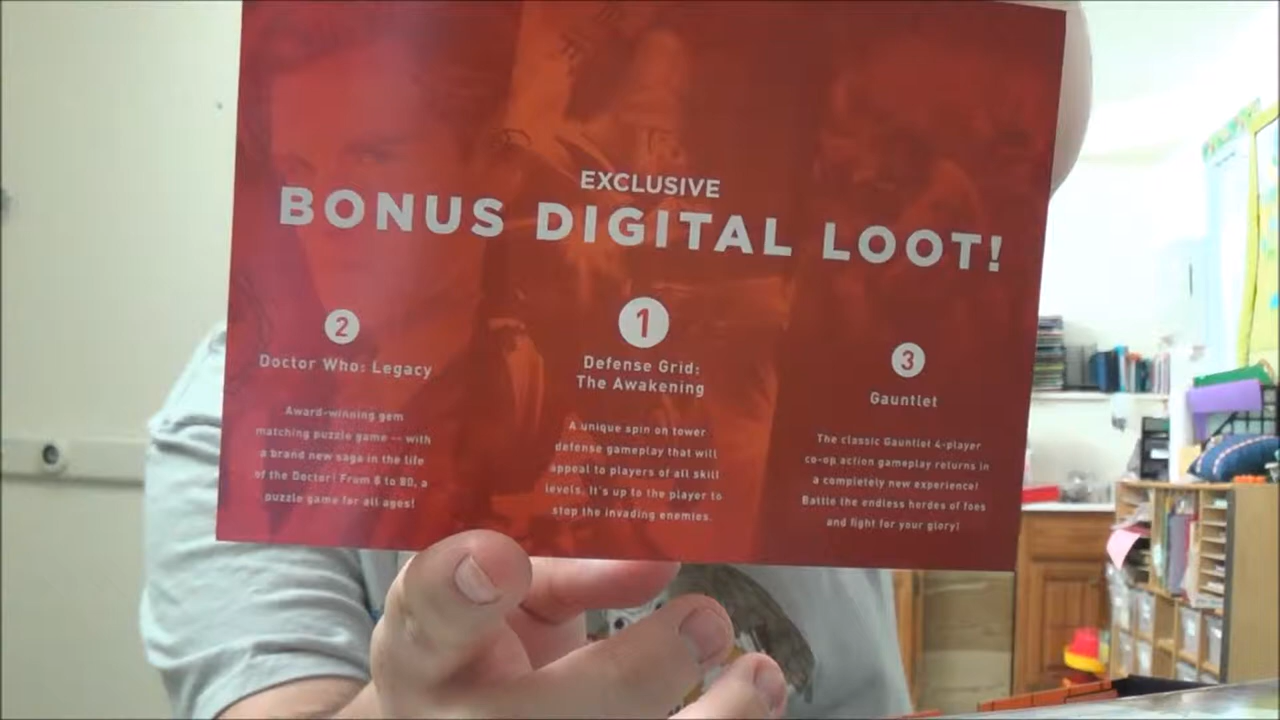 EXCLUSIVE
BONUS DIGITAL LOOT!
2
Doctor Who: Legacy
Award-winning gem
matching puzzle game -- with
a brand new saga in the life
of the Doctor! From 8 to 80, a
puzzle game for all ages!
1
Defense Grid:
The Awakening
A unique spin on tower
defense gameplay that will
appeal to players of all skill
levels. It's up to the player to
stop the invading enemies.
3
Gauntlet
The classic Gauntlet 4-player
co-op action gameplay returns in
a completely new experience!
Battle the endless hordes of foes
and fight for your glory!